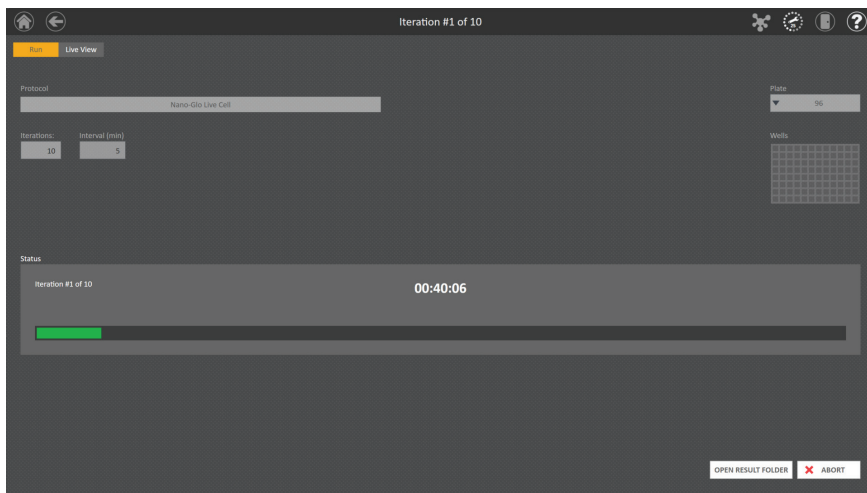 Iteration #1 of 10
25
?
Run
Live View
Protocol
Plate
Nano-Glo Live Cell
96
Iterations:
Interval (min)
Wells
10
5
Status
Iteration #1 of 10
00:40:06
OPEN RESULT FOLDER
ABORT